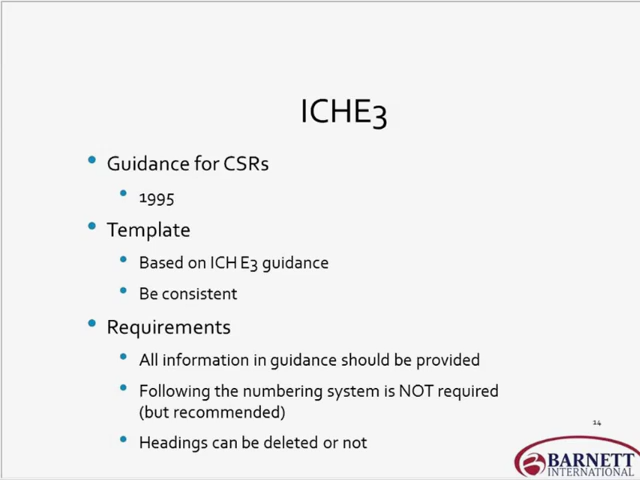 ICHE3
• Guidance for CSRs
• 1995
• Template
• Based on ICH E3 guidance
• Be consistent
• Requirements
• All information in guidance should be provided
• Following the numbering system is NOT required
(but recommended)
• Headings can be deleted or not
14
BARNETT
INTERNATIONAL